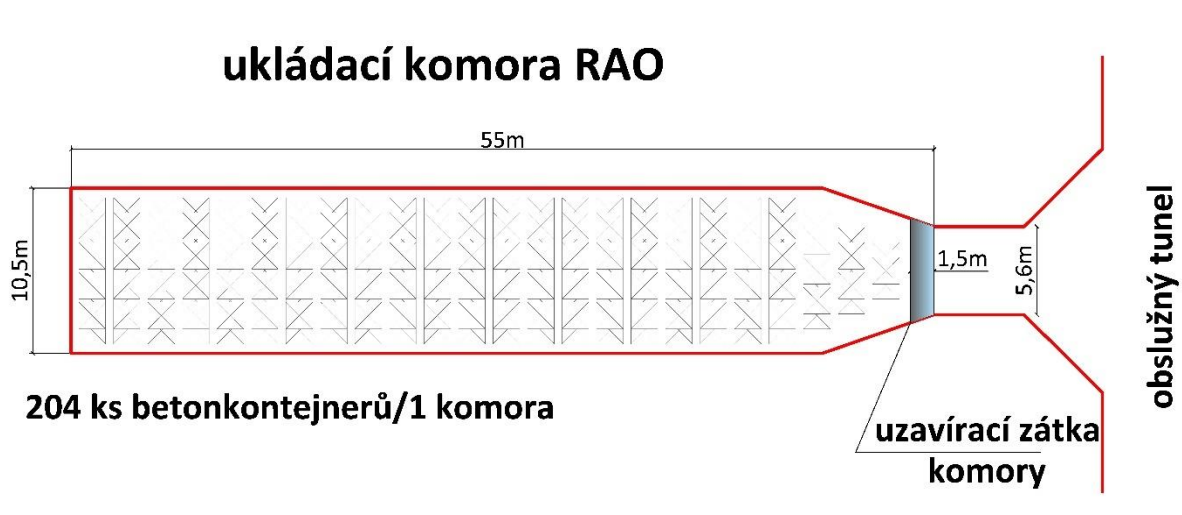 ukládací komora RAO
55m
10,5m
1,5m
5,6m
obslužný tunel
204 ks betonkontejnerů/1 komora
uzavírací zátka
komory